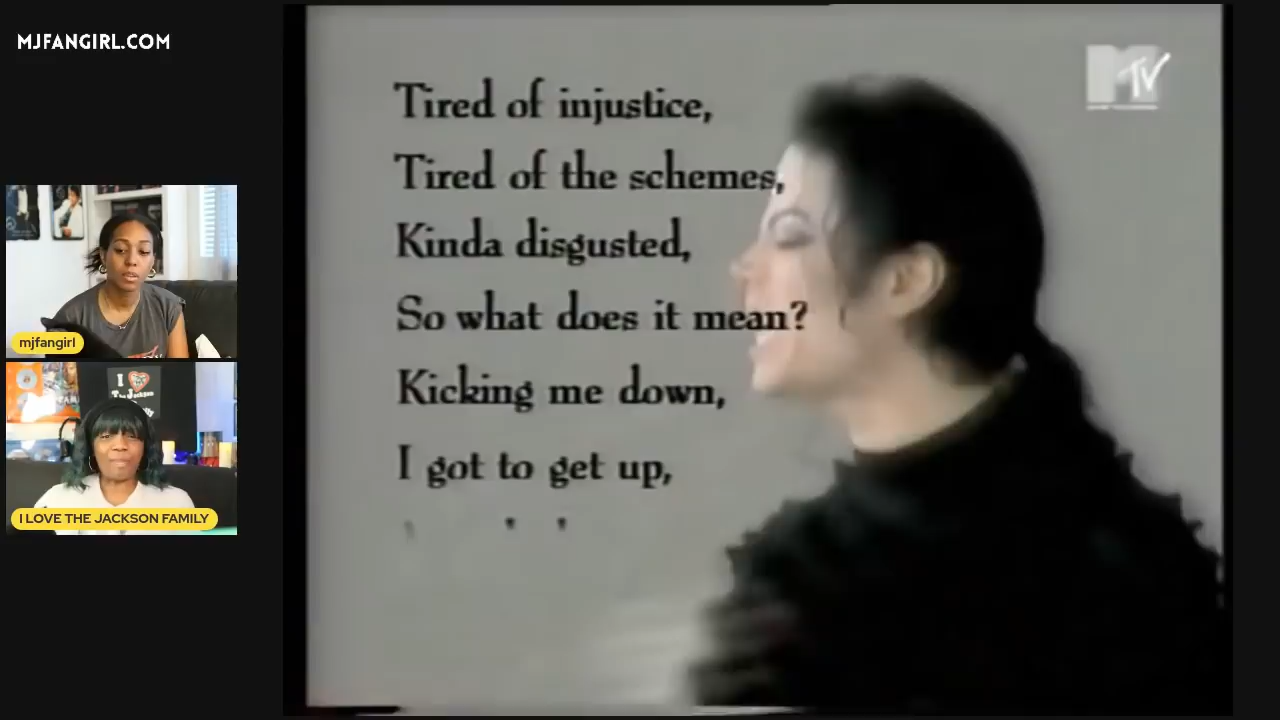 MJFANGIRL.COM
MTV
Tired of injustice,
Tired of the schemes,
Kinda disgusted,
So what does it mean?
Kicking me down,
I got to get up,
mjfangirl
I LOVE THE JACKSON FAMILY